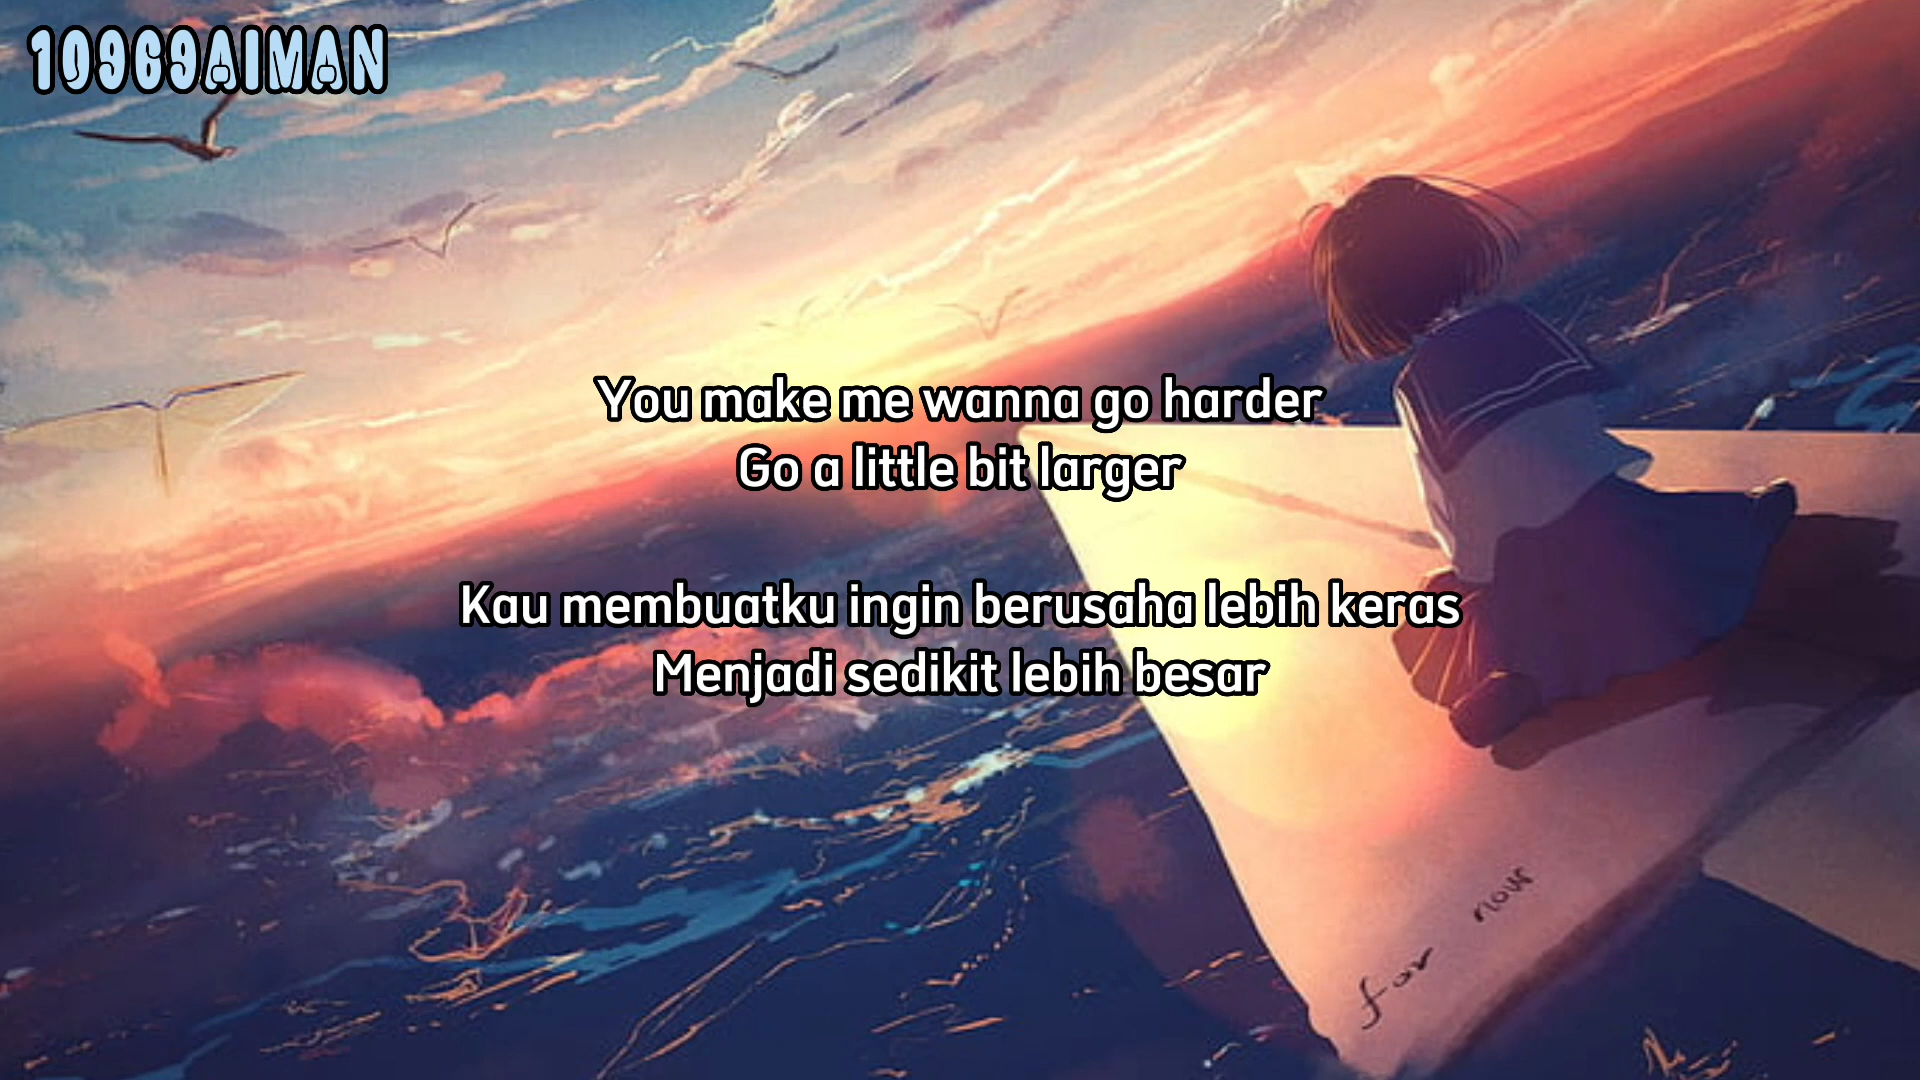 10969AIMAN
You make me wanna go harder
Go a little bit larger
Kau membuatku ingin berusaha lebih keras
Menjadi sedikit lebih besar
for now